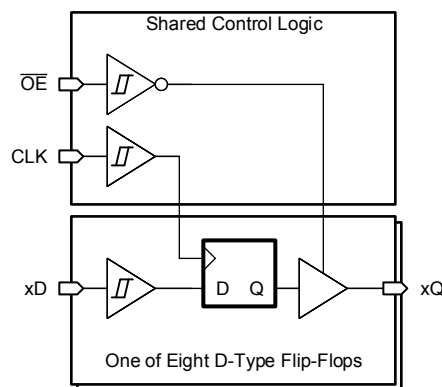 Shared Control Logic
OE
CLK
xD
D Q
xQ
One of Eight D-Type Flip-Flops